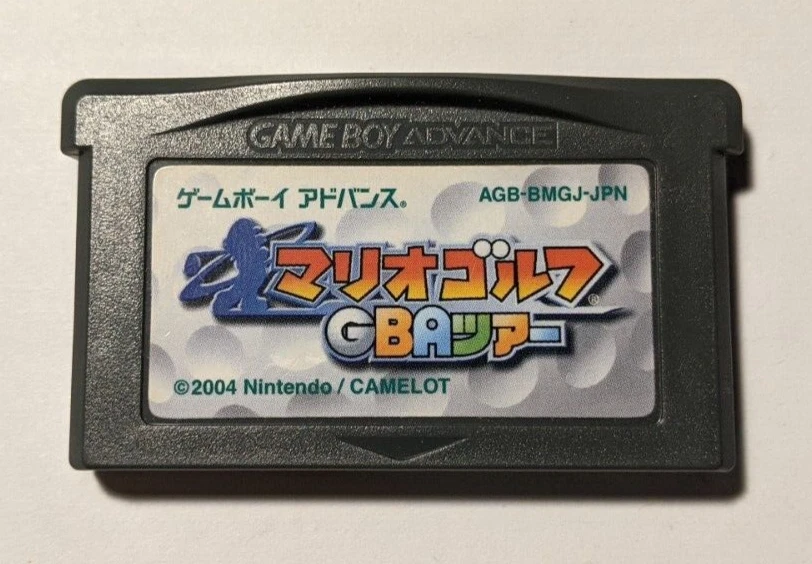 GAME BOY ADVANCE
ゲームボーイ アドバンス®
AGB-BMGJ-JPN
マリオゴルフ®
GBAツアー
©2004 Nintendo / CAMELOT